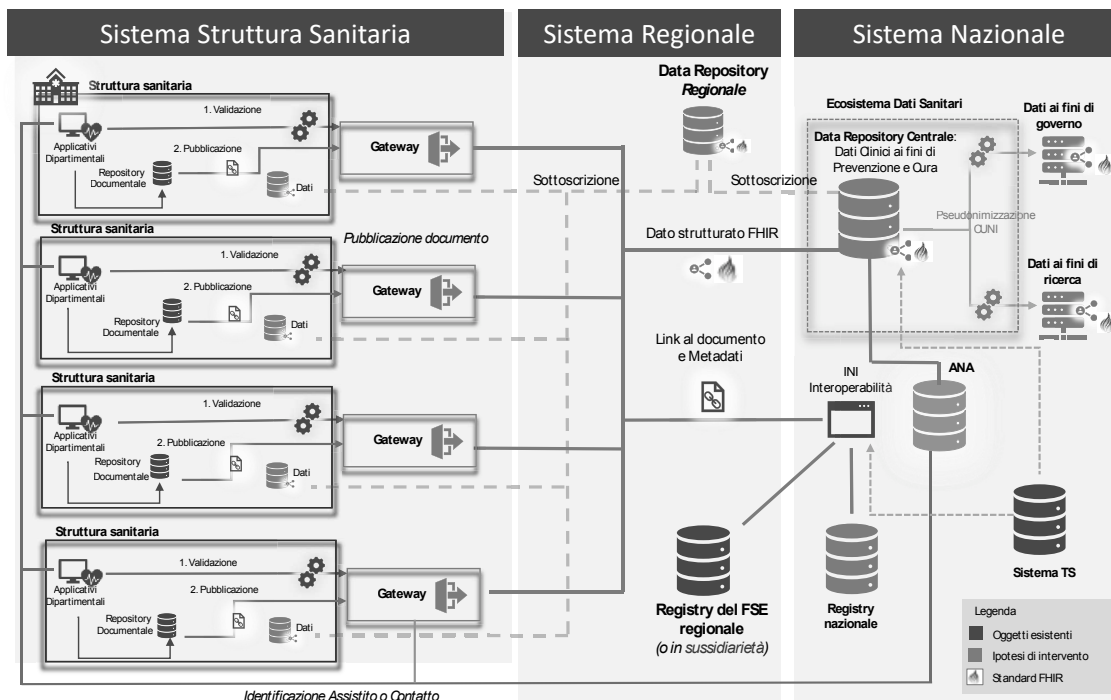 Sistema Struttura Sanitaria
Sistema Regionale
Sistema Nazionale
Struttura sanitaria
1. Validazione
Applicativi
Dipartimentali
2. Pubblicazione
Repository
Documentale
Dati
Gateway
Struttura sanitaria
1. Validazione
Applicativi
Dipartimentali
2. Pubblicazione
Repository
Documentale
Dati
Pubblicazione documento
Gateway
Struttura sanitaria
1. Validazione
Applicativi
Dipartimentali
2. Pubblicazione
Repository
Documentale
Dati
Gateway
Struttura sanitaria
1. Validazione
Applicativi
Dipartimentali
2. Pubblicazione
Repository
Documentale
Dati
Gateway
Identificazione Assistito o Contatto
Data Repository
Regionale
Sottoscrizione
Sottoscrizione
Dato strutturato FHIR
Link al documento
e Metadati
Registry del FSE
regionale
(o in sussidiarietà)
Ecosistema Dati Sanitari
Data Repository Centrale:
Dati Clinici ai fini di
Prevenzione e Cura
Pseudonimizzazione
CUNI
Dati ai fini di
governo
Dati ai fini di
ricerca
INI
Interoperabilità
ANA
Registry
nazionale
Sistema TS
Legenda
Oggetti esistenti
Ipotesi di intervento
Standard FHIR